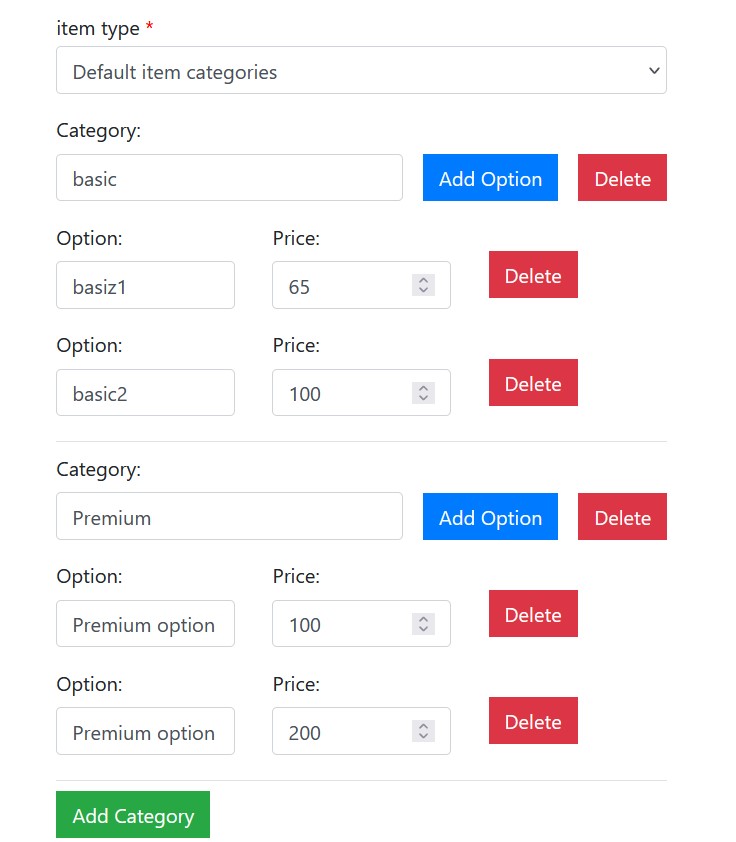 item type *
Default item categories
Category:
basic Add Option Delete
Option: Price:
basiz1 65 Delete
Option: Price:
basic2 100 Delete
Category:
Premium Add Option Delete
Option: Price:
Premium option 100 Delete
Option: Price:
Premium option 200 Delete
Add Category